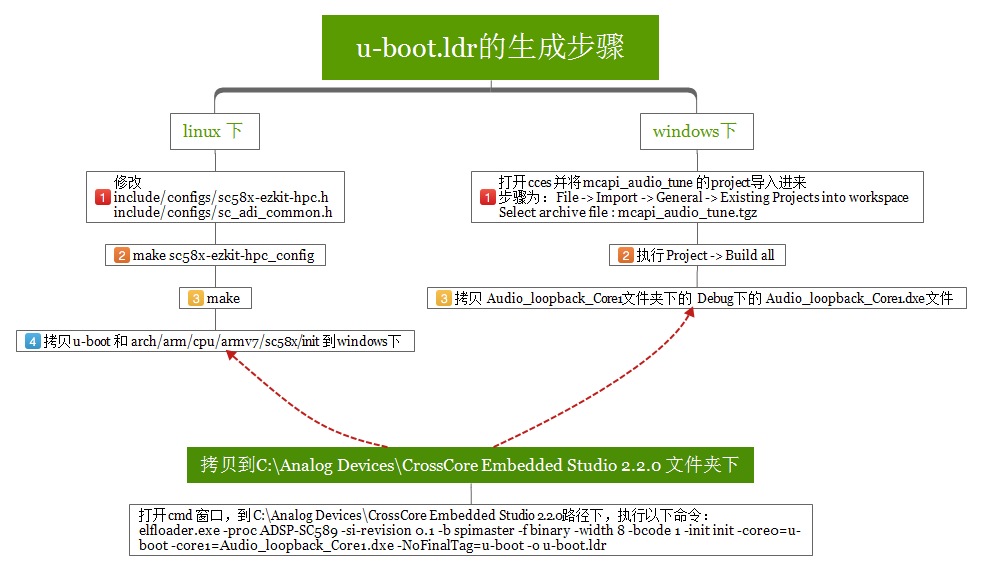 u-boot.ldr的生成步骤
linux 下
1 修改
include/configs/sc58x-ezkit-hpc.h
include/configs/sc_adi_common.h
2 make sc58x-ezkit-hpc_config
3 make
4 拷贝 u-boot 和 arch/arm/cpu/armv7/sc58x/init 到windows下
windows下
1 打开cces并将mcapi_audio_tune 的project导入进来
步骤为：File -> Import -> General -> Existing Projects into workspace
Select archive file : mcapi_audio_tune.tgz
2 执行 Project -> Build all
3 拷贝 Audio_loopback_Core1文件夹下的 Debug下的 Audio_loopback_Core1.dxe文件
拷贝到C:\Analog Devices\CrossCore Embedded Studio 2.2.0 文件夹下
打开cmd 窗口，到 C:\Analog Devices\CrossCore Embedded Studio 2.2.0路径下，执行以下命令：
elfloader.exe -proc ADSP-SC589 -si-revision 0.1 -b spimaster -f binary -width 8 -bcode 1 -init init -core0=u-
boot -core1=Audio_loopback_Core1.dxe -NoFinalTag=u-boot -o u-boot.ldr